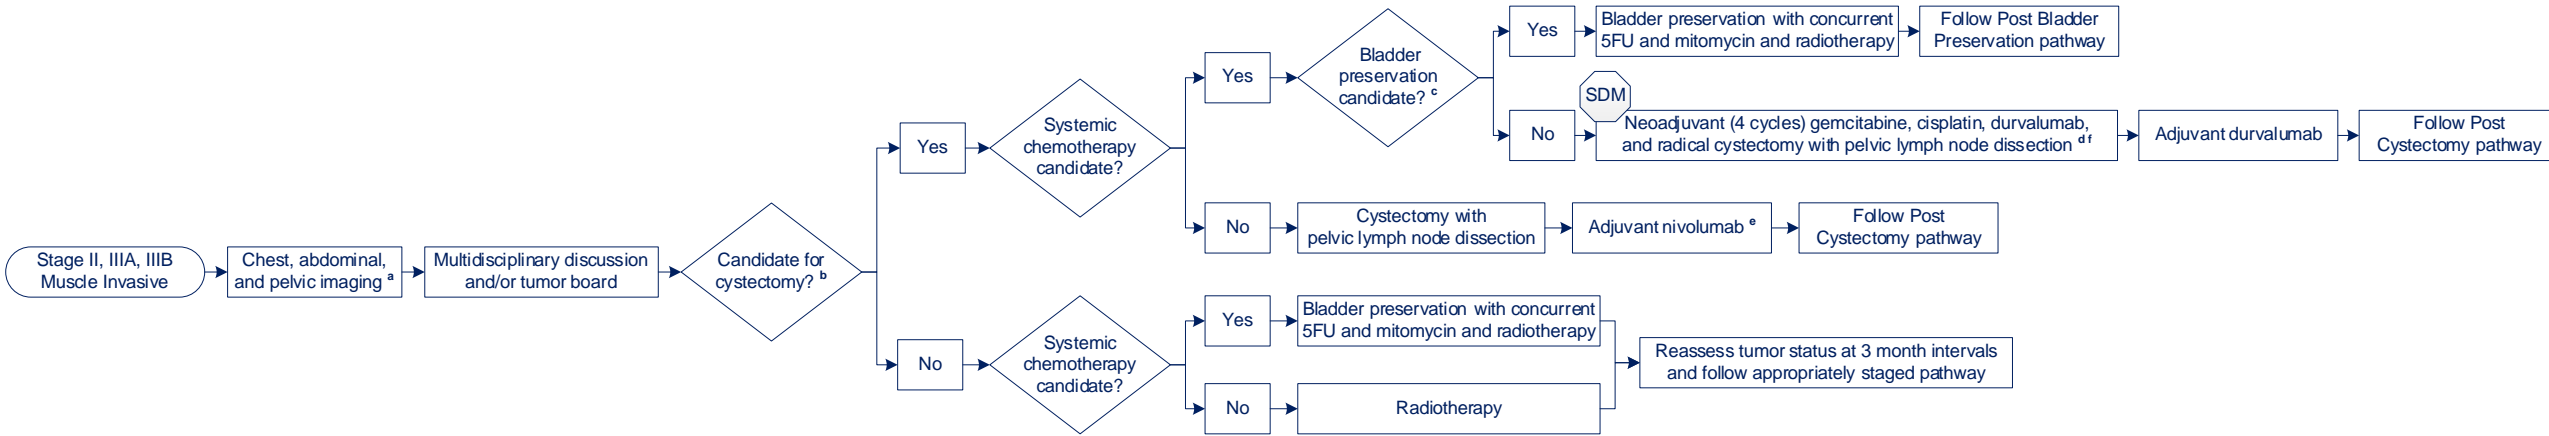 Stage II, IIIA, IIIB
Muscle Invasive
Chest, abdominal,
and pelvic imaging a
Multidisciplinary discussion
and/or tumor board
Candidate for
cystectomy? b
Yes
Systemic
chemotherapy
candidate?
Yes
Bladder
preservation
candidate? c
Yes
Bladder preservation with concurrent
5FU and mitomycin and radiotherapy
Follow Post Bladder
Preservation pathway
No
SDM
Neoadjuvant (4 cycles) gemcitabine, cisplatin, durvalumab,
and radical cystectomy with pelvic lymph node dissection d f
Adjuvant durvalumab
Follow Post
Cystectomy pathway
No
Cystectomy with
pelvic lymph node dissection
Adjuvant nivolumab e
Follow Post
Cystectomy pathway
No
Systemic
chemotherapy
candidate?
Yes
Bladder preservation with concurrent
5FU and mitomycin and radiotherapy
No
Radiotherapy
Reassess tumor status at 3 month intervals
and follow appropriately staged pathway